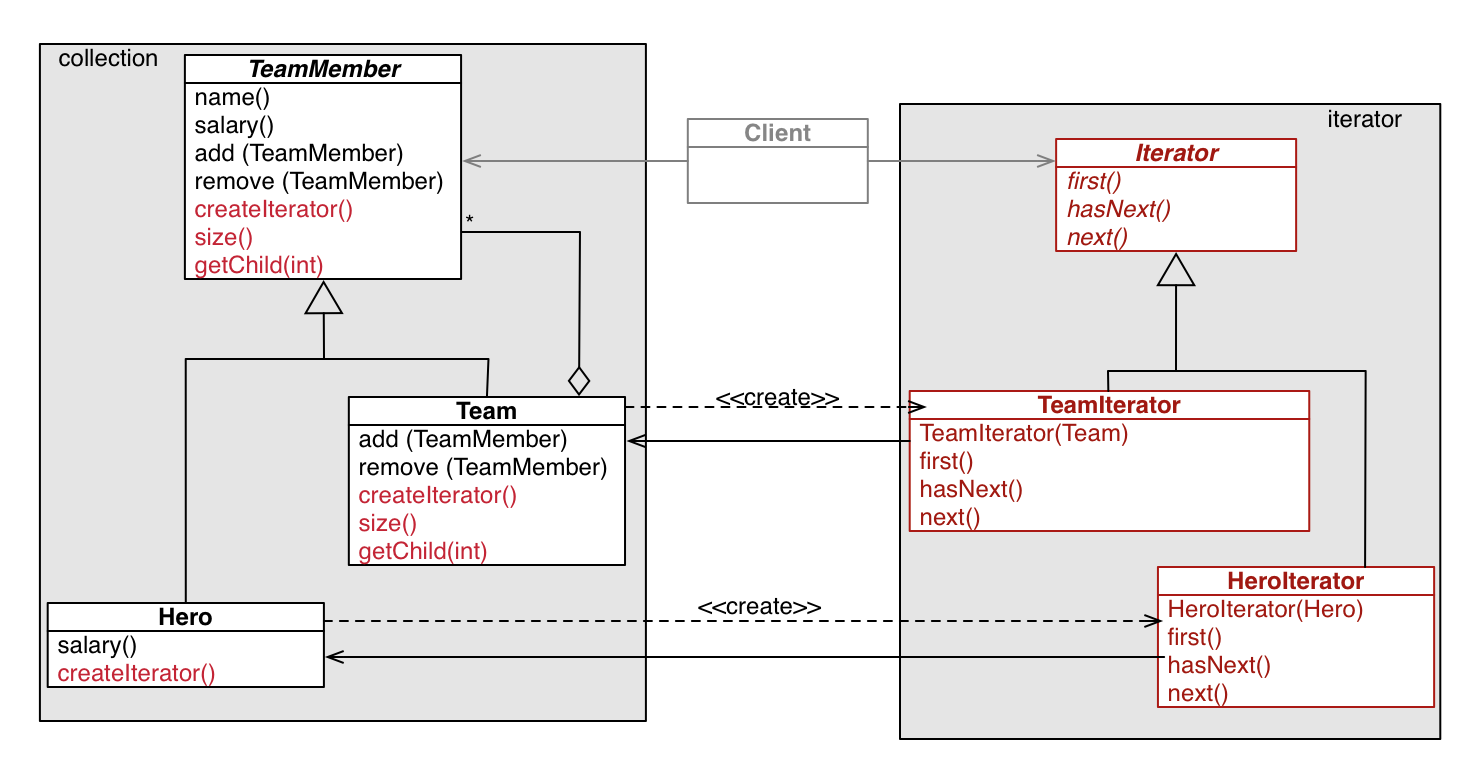 collection
TeamMember
name()
salary()
add (TeamMember)
remove (TeamMember)
createIterator()
size()
getChild(int)
*
Client
iterator
Iterator
first()
hasNext()
next()
<<create>>
Team
add (TeamMember)
remove (TeamMember)
createIterator()
size()
getChild(int)
TeamIterator
TeamIterator(Team)
first()
hasNext()
next()
Hero
salary()
createIterator()
<<create>>
HeroIterator
HeroIterator(Hero)
first()
hasNext()
next()